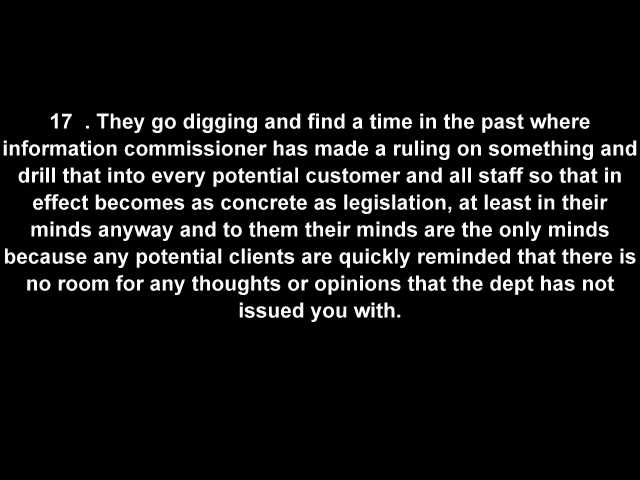 17  . They go digging and find a time in the past where
information commissioner has made a ruling on something and
drill that into every potential customer and all staff so that in
effect becomes as concrete as legislation, at least in their
minds anyway and to them their minds are the only minds
because any potential clients are quickly reminded that there is
no room for any thoughts or opinions that the dept has not
issued you with.